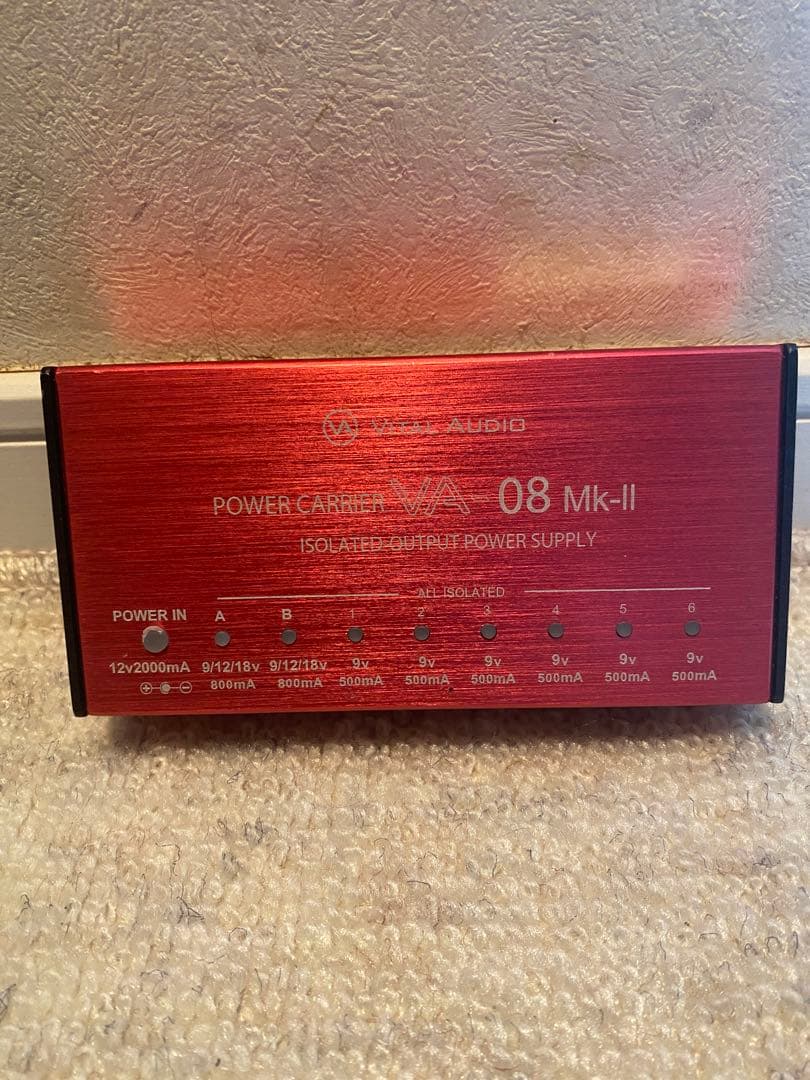 VA VITAL AUDIO
POWER CARRIER VA-08 Mk-II
ISOLATED-OUTPUT POWER SUPPLY
ALL ISOLATED
POWER IN A B 1 2 3 4 5 6
12v2000mA 9/12/18v 9/12/18v 9v 9v 9v 9v 9v 9v
800mA 800mA 500mA 500mA 500mA 500mA 500mA 500mA